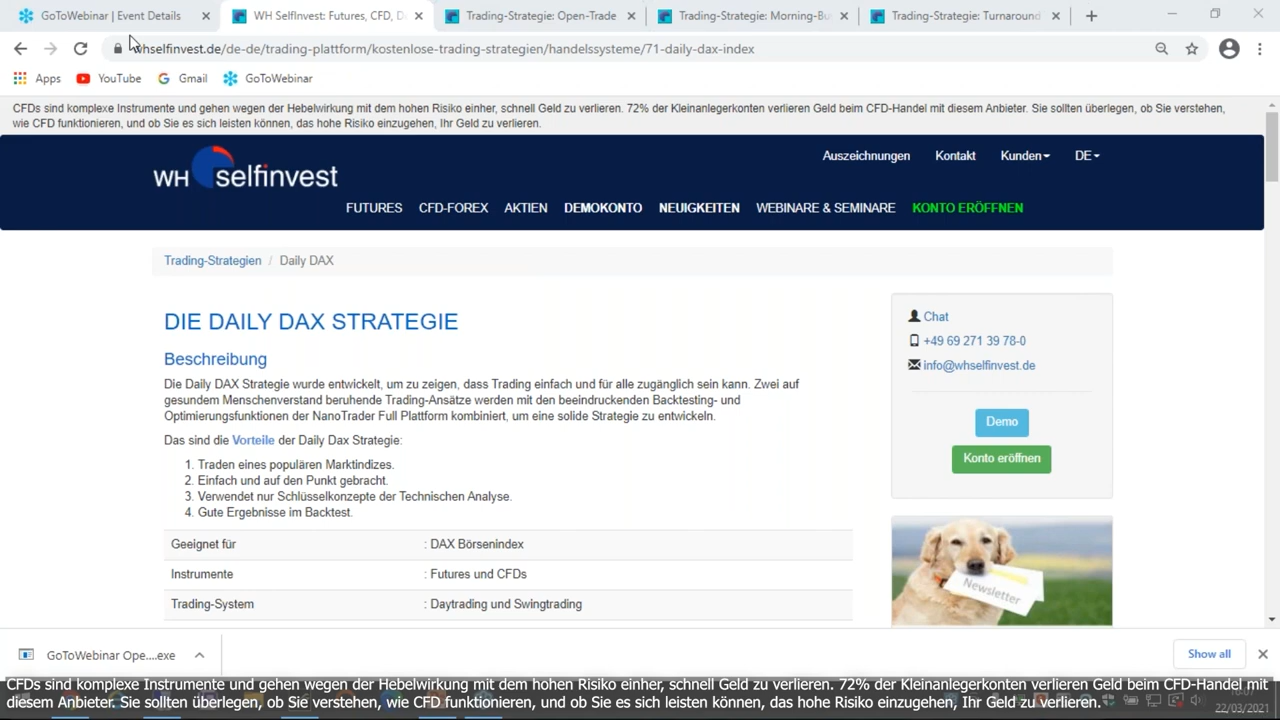 GoToWebinar | Event Details
WH SelfInvest: Futures, CFD, D
Trading-Strategie: Open-Trade
Trading-Strategie: Morning-Bu
Trading-Strategie: Turnaround
whselfinvest.de/de-de/trading-plattform/kostenlose-trading-strategien/handelssysteme/71-daily-dax-index
Apps YouTube Gmail GoToWebinar
CFDs sind komplexe Instrumente und gehen wegen der Hebelwirkung mit dem hohen Risiko einher, schnell Geld zu verlieren. 72% der Kleinanlegerkonten verlieren Geld beim CFD-Handel mit diesem Anbieter. Sie sollten überlegen, ob Sie verstehen,
wie CFD funktionieren, und ob Sie es sich leisten können, das hohe Risiko einzugehen, Ihr Geld zu verlieren.
Auszeichnungen Kontakt Kunden DE
WH selfinvest
FUTURES CFD-FOREX AKTIEN DEMOKONTO NEUIGKEITEN WEBINARE & SEMINARE KONTO ERÖFFNEN
Trading-Strategien / Daily DAX
DIE DAILY DAX STRATEGIE
Beschreibung
Die Daily DAX Strategie wurde entwickelt, um zu zeigen, dass Trading einfach und für alle zugänglich sein kann. Zwei auf
gesundem Menschenverstand beruhende Trading-Ansätze werden mit den beeindruckenden Backtesting- und
Optimierungsfunktionen der NanoTrader Full Plattform kombiniert, um eine solide Strategie zu entwickeln.
Das sind die Vorteile der Daily Dax Strategie:
1. Traden eines populären Marktindizes.
2. Einfach und auf den Punkt gebracht.
3. Verwendet nur Schlüsselkonzepte der Technischen Analyse.
4. Gute Ergebnisse im Backtest.
Geeignet für : DAX Börsenindex
Instrumente : Futures und CFDs
Trading-System : Daytrading und Swingtrading
Chat
+49 69 271 39 78-0
info@whselfinvest.de
Demo
Konto eröffnen
Newsletter
GoToWebinar Ope....exe
Show all
CFDs sind komplexe Instrumente und gehen wegen der Hebelwirkung mit dem hohen Risiko einher, schnell Geld zu verlieren. 72% der Kleinanlegerkonten verlieren Geld beim CFD-Handel mit
diesem Anbieter. Sie sollten überlegen, ob Sie verstehen, wie CFD funktionieren, und ob Sie es sich leisten können, das hohe Risiko einzugehen, Ihr Geld zu verlieren.
22/03/2021